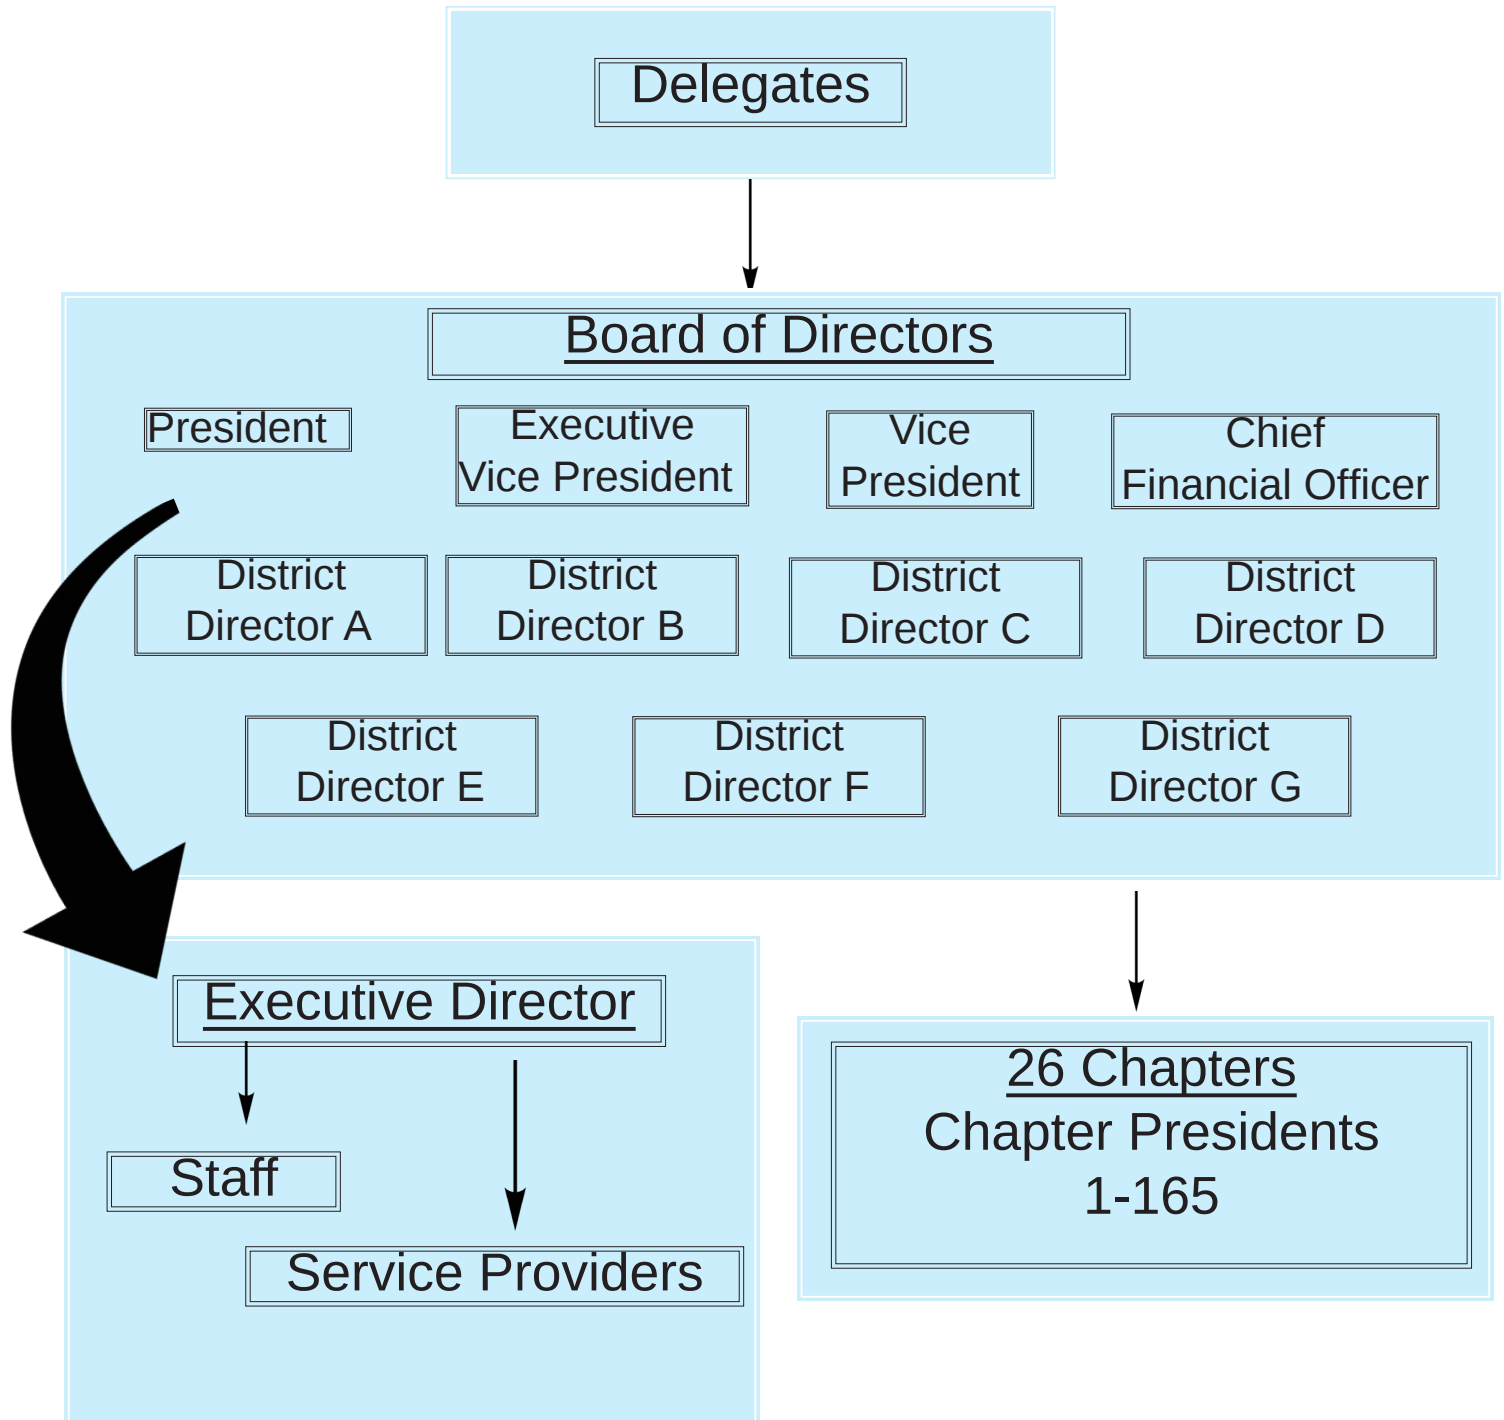 Delegates
Board of Directors
President
Executive
Vice President
Vice
President
Chief
Financial Officer
District
Director A
District
Director B
District
Director C
District
Director D
District
Director E
District
Director F
District
Director G
Executive Director
Staff
Service Providers
26 Chapters
Chapter Presidents
1-165